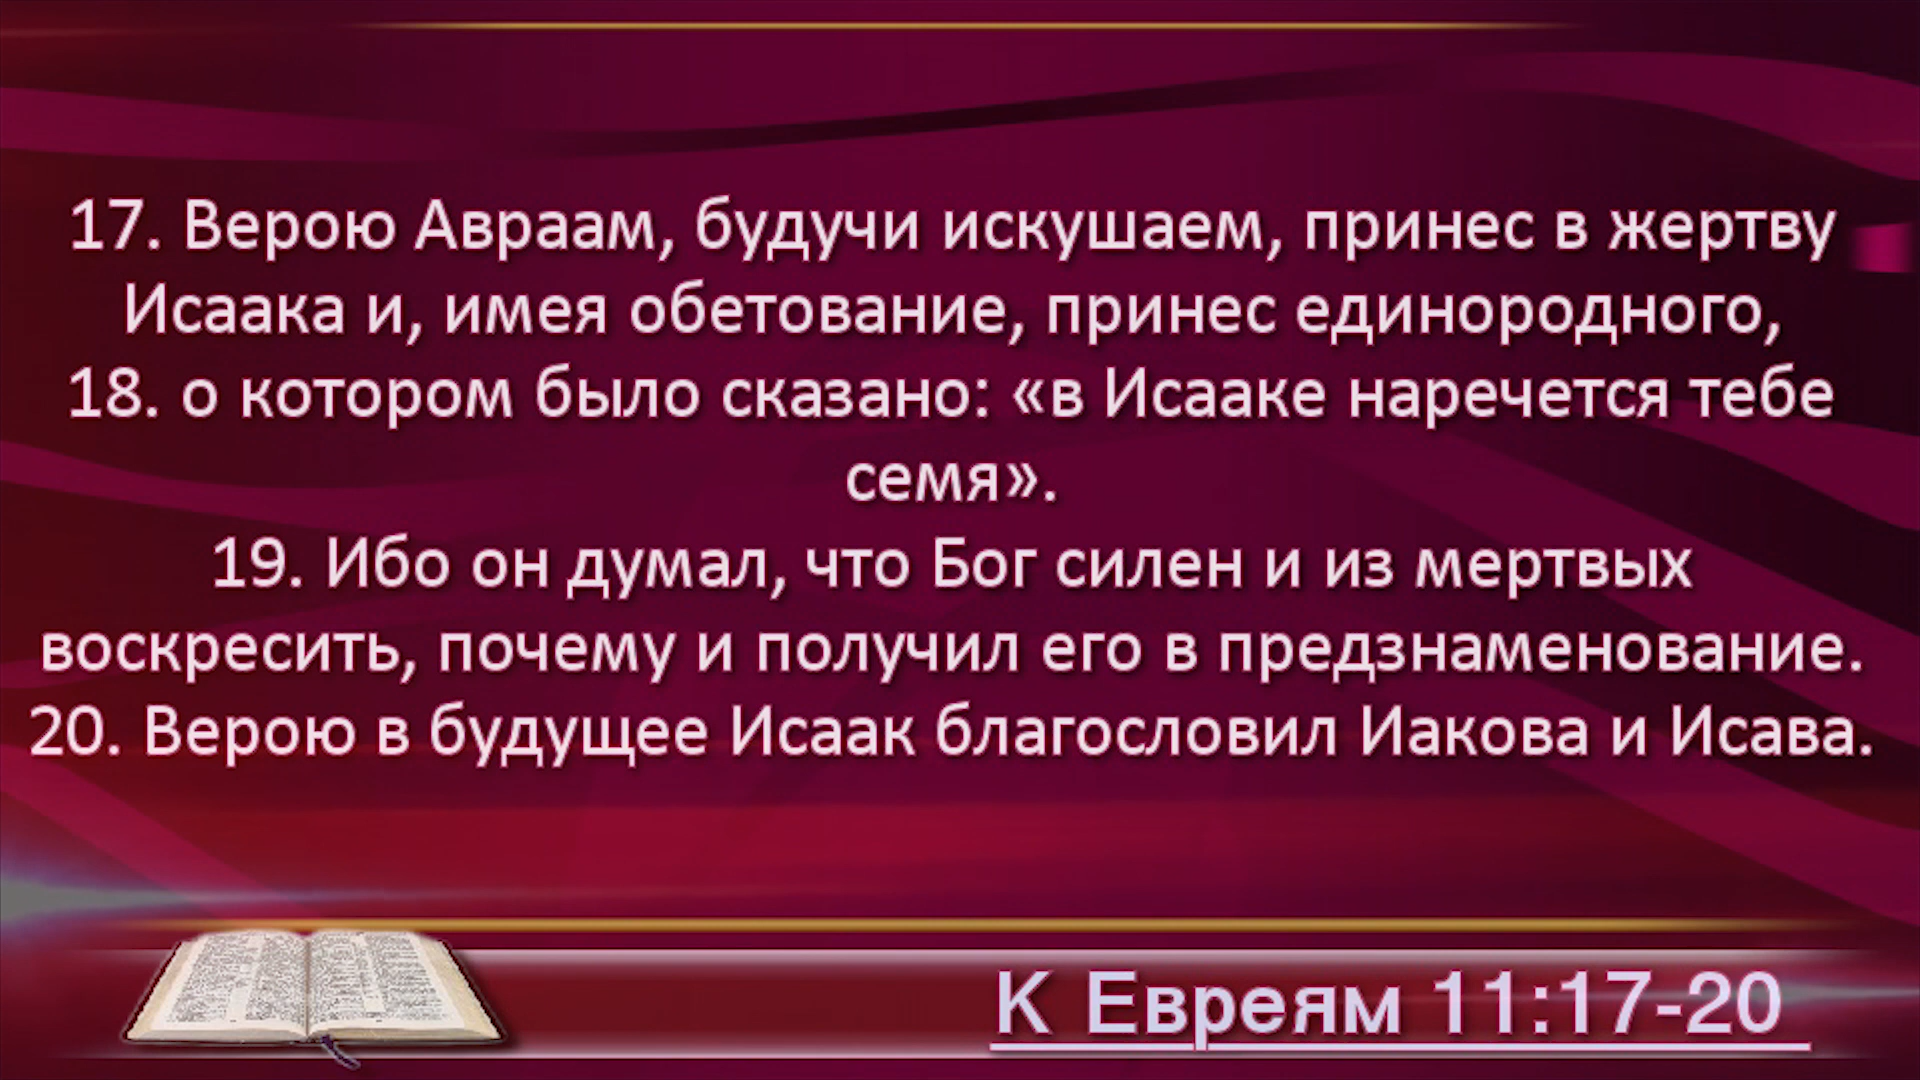 17. Верою Авраам, будучи искушаем, принес в жертву
Исаака и, имея обетование, принес единородного,
18. о котором было сказано: «в Исааке наречется тебе
семя».
19. Ибо он думал, что Бог силен и из мертвых
воскресить, почему и получил его в предзнаменование.
20. Верою в будущее Исаак благословил Иакова и Исава.
К Евреям 11:17-20